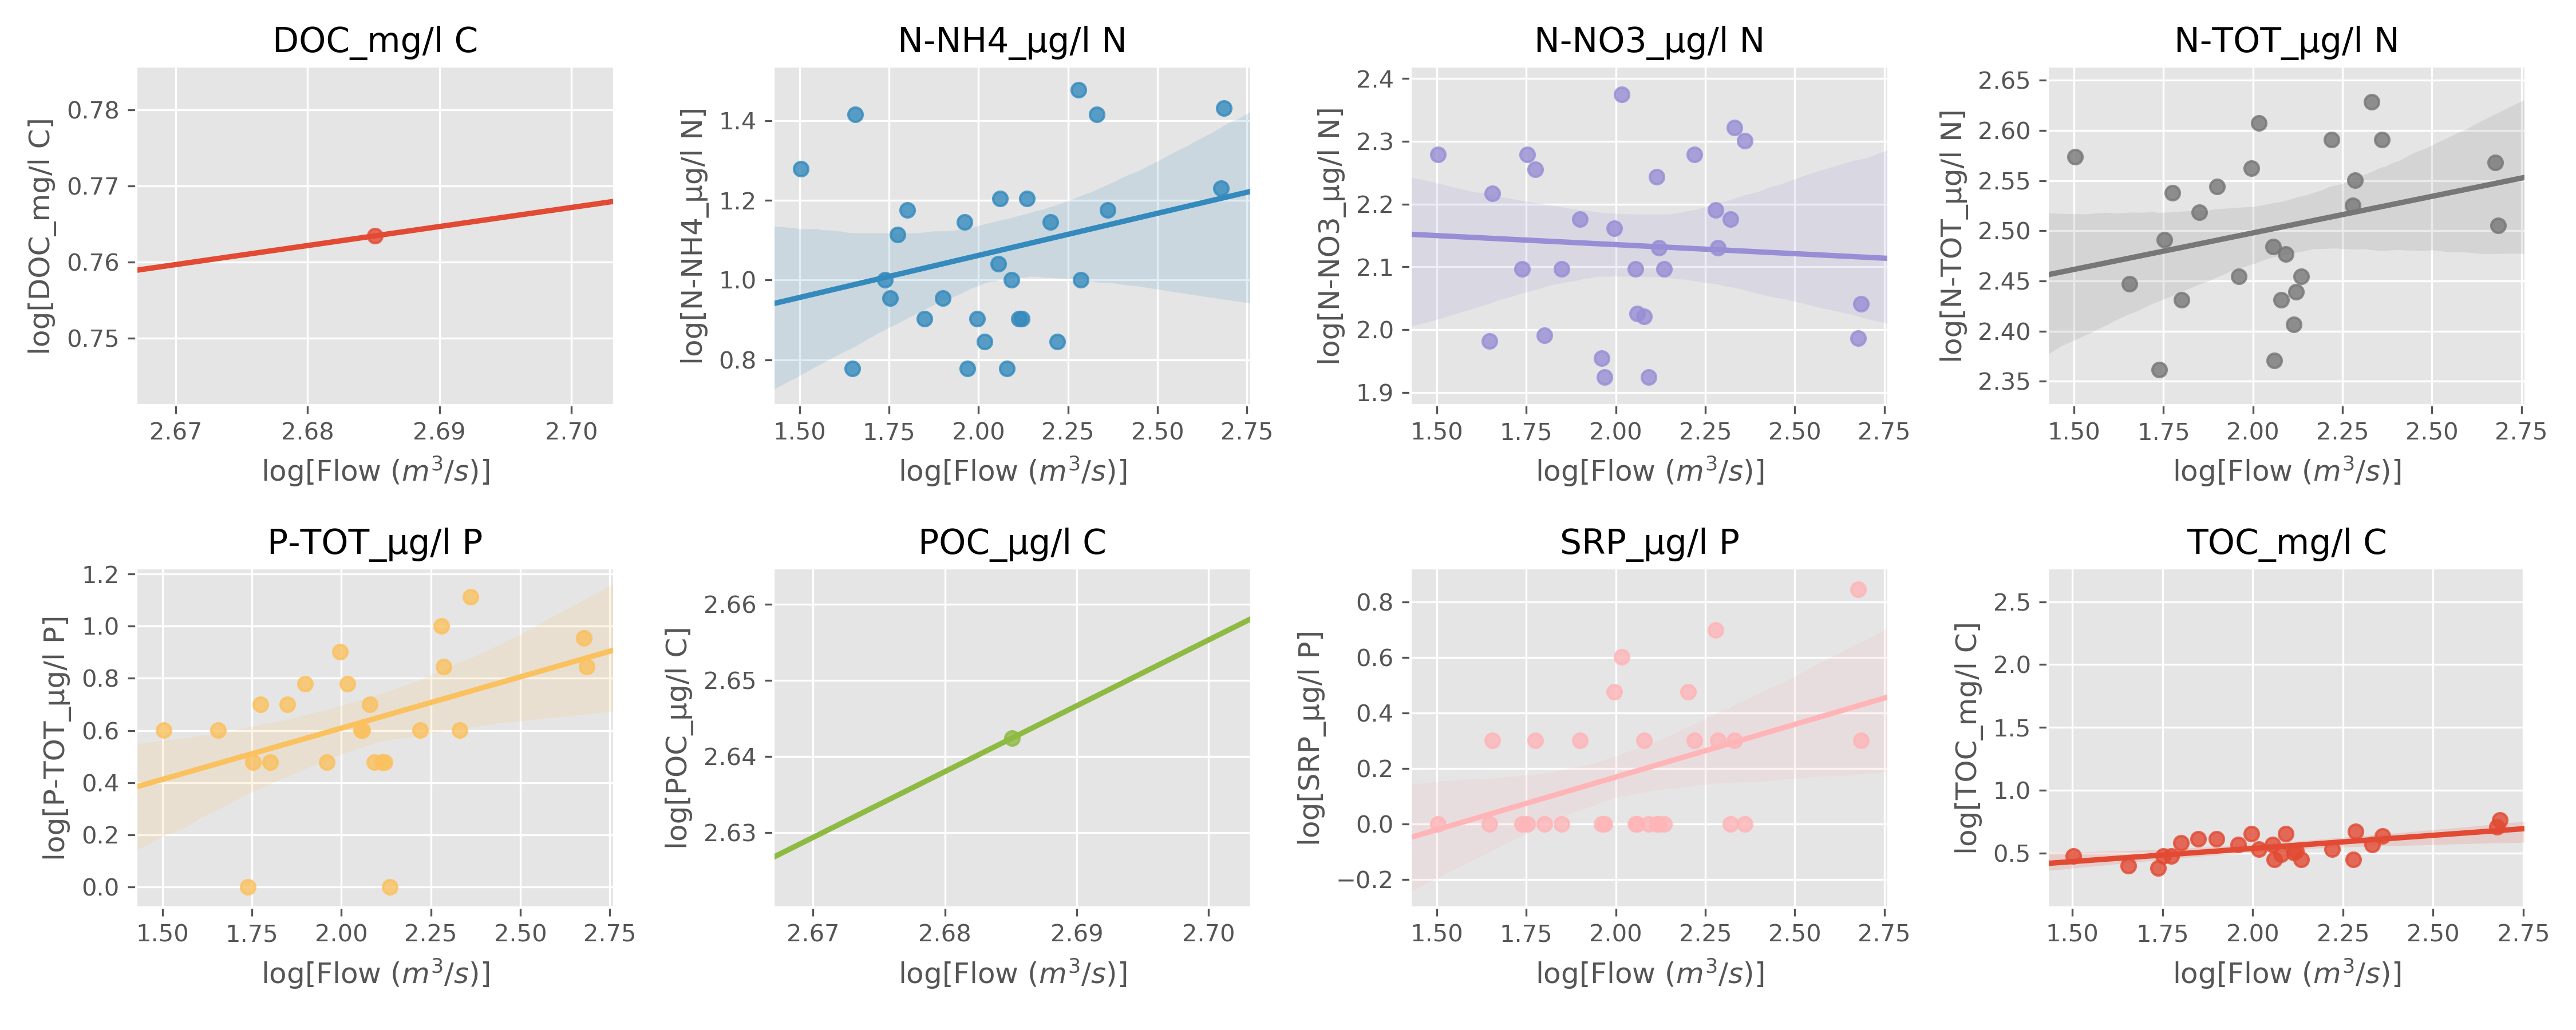 DOC_mg/l C
log[DOC_mg/l C]
0.78
0.77
0.76
0.75
2.67 2.68 2.69 2.70
log[Flow (m³/s)]
N-NH4_µg/l N
log[N-NH4_µg/l N]
1.4
1.2
1.0
0.8
1.50 1.75 2.00 2.25 2.50 2.75
log[Flow (m³/s)]
N-NO3_µg/l N
log[N-NO3_µg/l N]
2.4
2.3
2.2
2.1
2.0
1.9
1.50 1.75 2.00 2.25 2.50 2.75
log[Flow (m³/s)]
N-TOT_µg/l N
log[N-TOT_µg/l N]
2.65
2.60
2.55
2.50
2.45
2.40
2.35
1.50 1.75 2.00 2.25 2.50 2.75
log[Flow (m³/s)]
P-TOT_µg/l P
log[P-TOT_µg/l P]
1.2
1.0
0.8
0.6
0.4
0.2
0.0
1.50 1.75 2.00 2.25 2.50 2.75
log[Flow (m³/s)]
POC_µg/l C
log[POC_µg/l C]
2.66
2.65
2.64
2.63
2.67 2.68 2.69 2.70
log[Flow (m³/s)]
SRP_µg/l P
log[SRP_µg/l P]
0.8
0.6
0.4
0.2
0.0
−0.2
1.50 1.75 2.00 2.25 2.50 2.75
log[Flow (m³/s)]
TOC_mg/l C
log[TOC_mg/l C]
2.5
2.0
1.5
1.0
0.5
1.50 1.75 2.00 2.25 2.50 2.75
log[Flow (m³/s)]